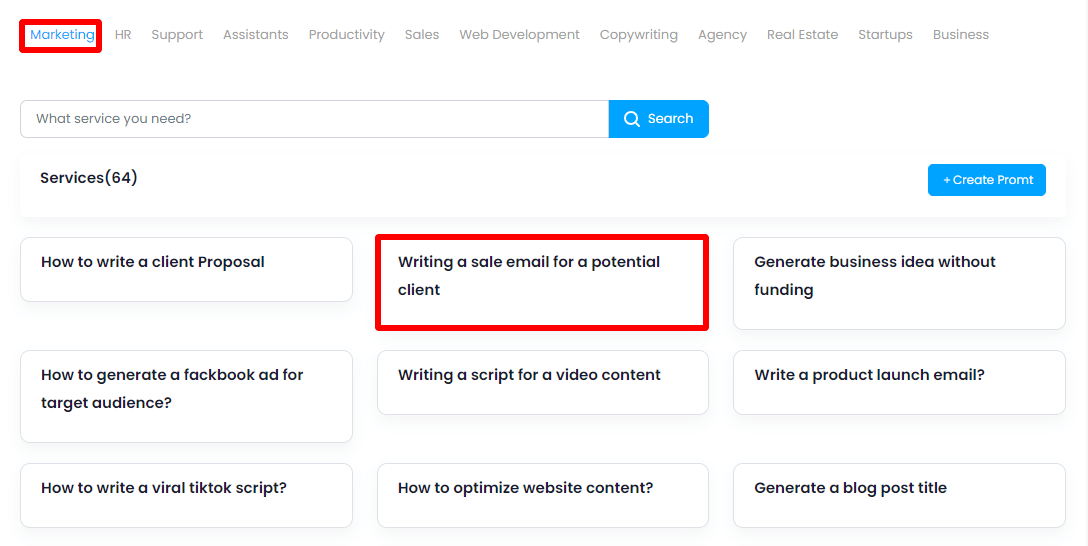 Marketing HR Support Assistants Productivity Sales Web Development Copywriting Agency Real Estate Startups Business
What service you need? Search
Services(64) + Create Promt
How to write a client Proposal
Writing a sale email for a potential
client
Generate business idea without
funding
How to generate a fackbook ad for
target audience?
Writing a script for a video content
Write a product launch email?
How to write a viral tiktok script?
How to optimize website content?
Generate a blog post title